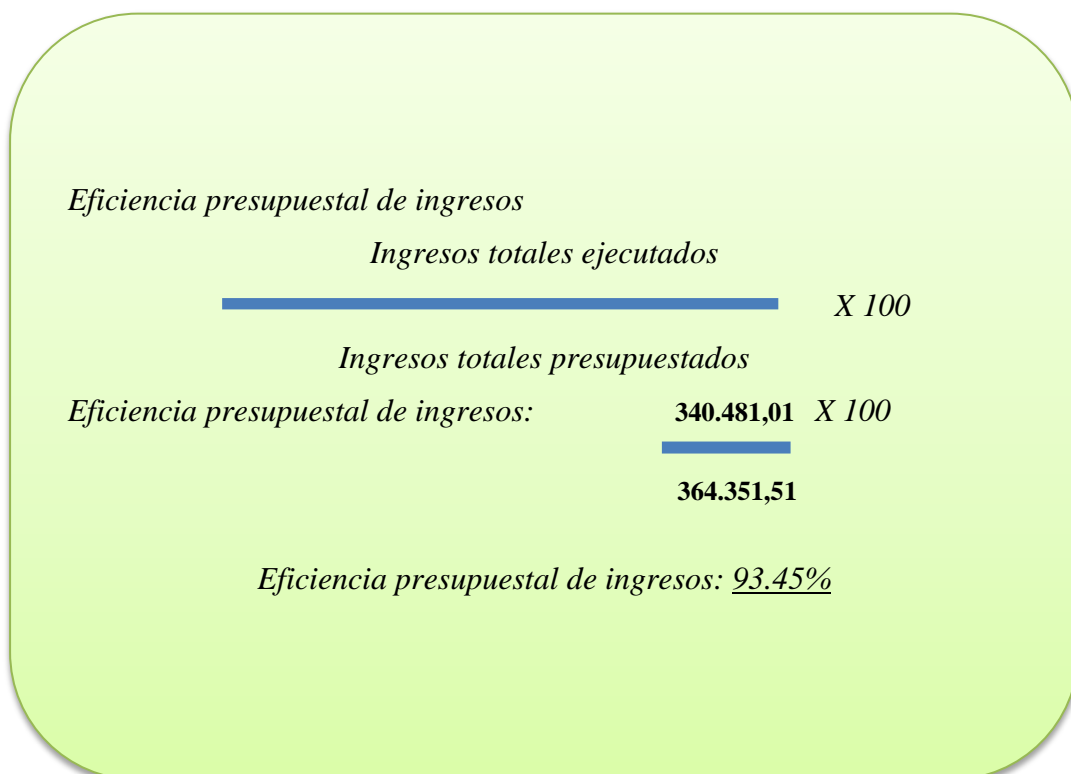 Eficiencia presupuestal de ingresos
Ingresos totales ejecutados
X 100
Ingresos totales presupuestados
Eficiencia presupuestal de ingresos: 340.481,01 X 100
364.351,51
Eficiencia presupuestal de ingresos: 93.45%